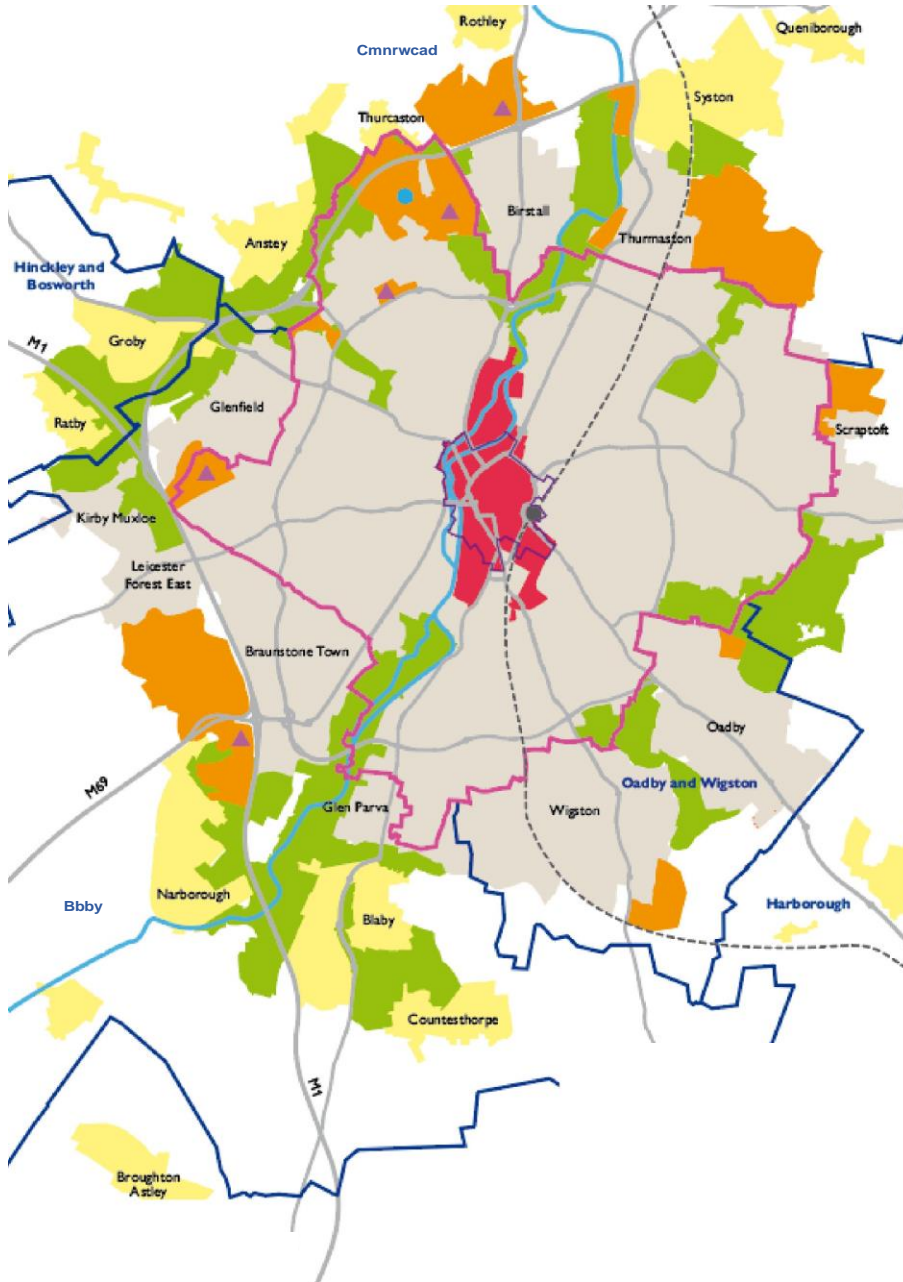 Rothley
Queniborough
Cmnrwcad
Syston
Thurcaston
Birstall
Thurmaston
Anstey
Hinckley and
Bosworth
M1
Groby
Glenfield
Ratby
Scraptoft
Kirby Muxloe
Leicester
Forest East
Braunstone Town
Oadby
M69
Oadby and Wigston
Glen Parva
Wigston
Narborough
Bbby
Blaby
Harborough
Countesthorpe
M1
Broughton
Astley